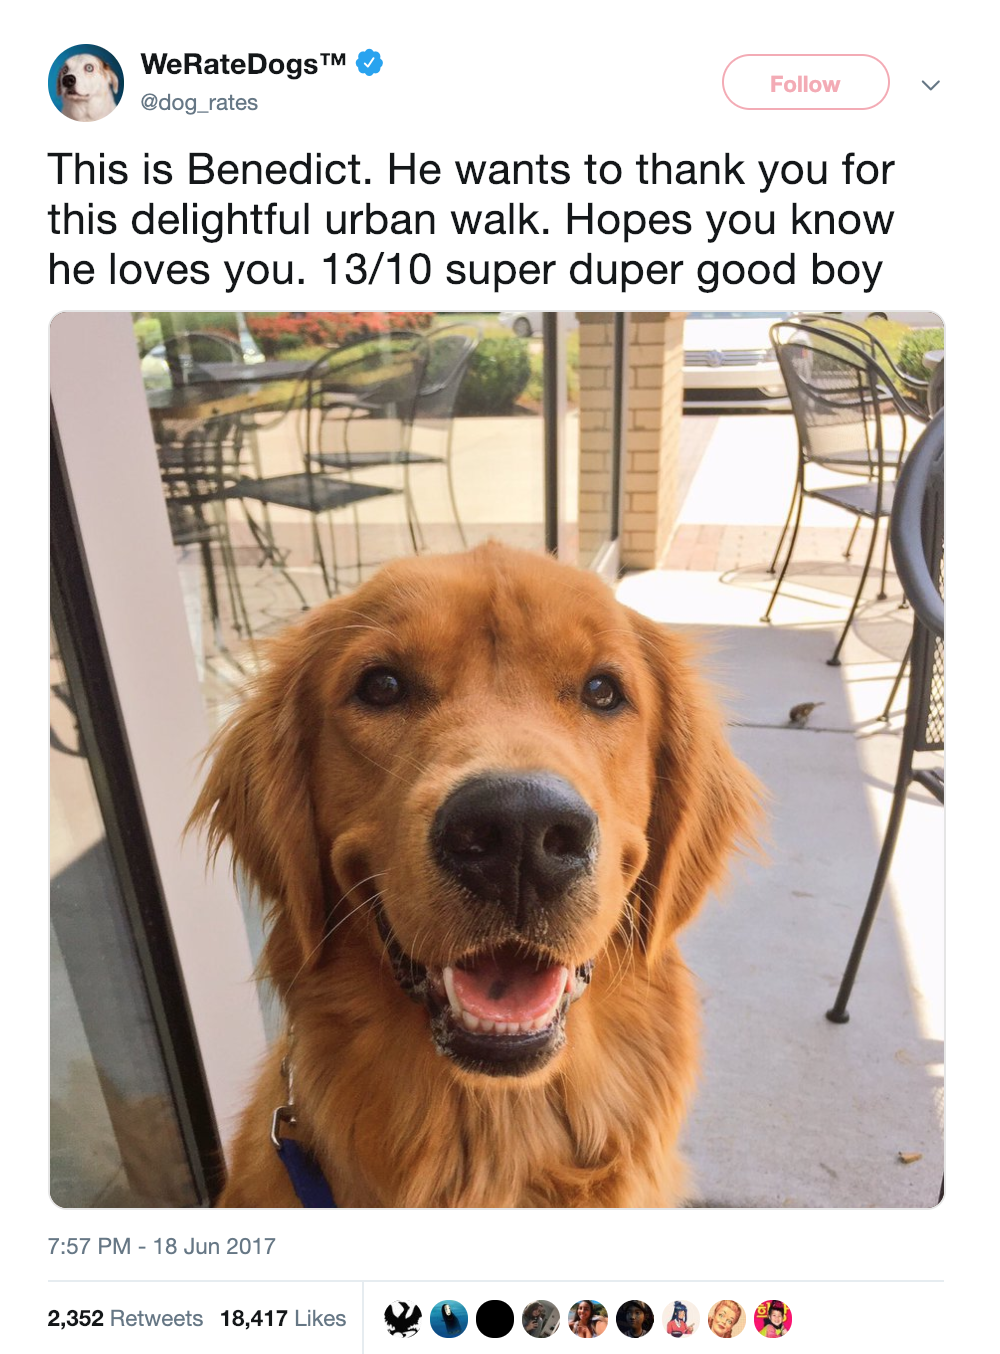 WeRateDogs™
@dog_rates
Follow
This is Benedict. He wants to thank you for
this delightful urban walk. Hopes you know
he loves you. 13/10 super duper good boy
7:57 PM - 18 Jun 2017
2,352 Retweets 18,417 Likes